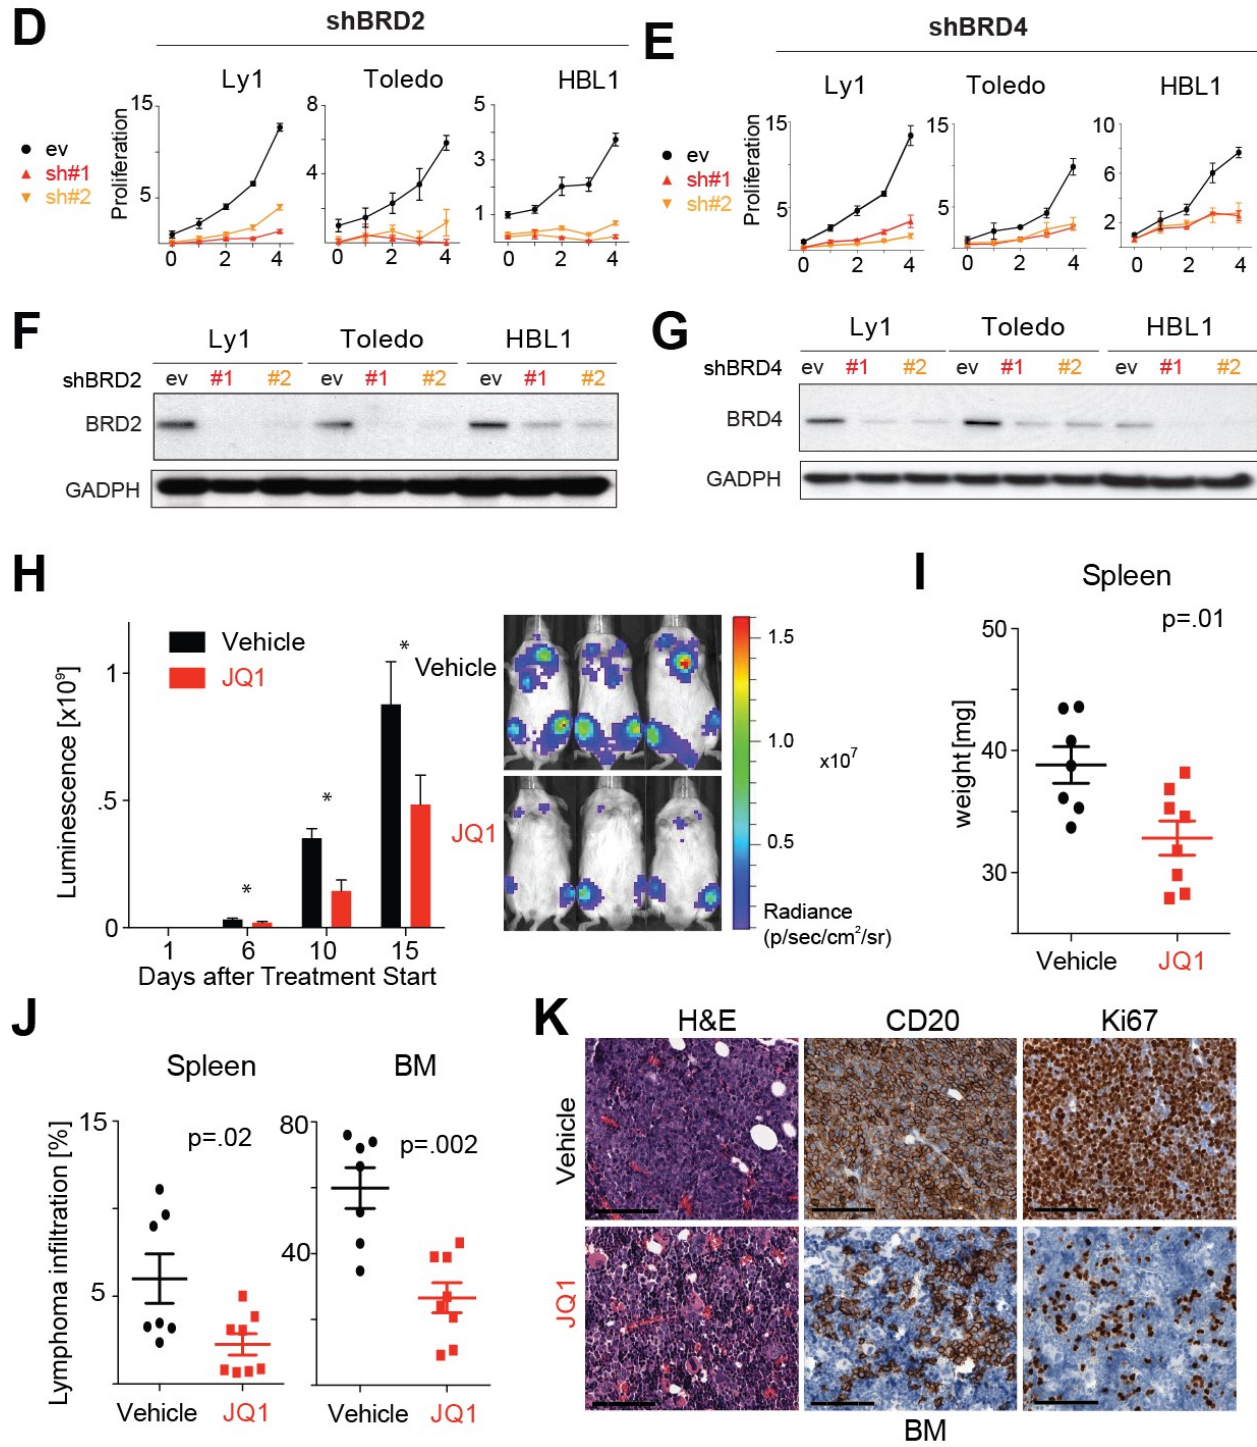 D
shBRD2
Ly1
Toledo
HBL1
ev
sh#1
sh#2
Proliferation
15
5
0 2 4
8
4
0 2 4
5
3
1
0 2 4
E
shBRD4
Ly1
Toledo
HBL1
ev
sh#1
sh#2
Proliferation
15
5
0 2 4
15
5
0 2 4
10
6
2
0 2 4
F
Ly1
Toledo
HBL1
shBRD2 ev #1 #2 ev #1 #2 ev #1 #2
BRD2
GADPH
G
Ly1
Toledo
HBL1
shBRD4 ev #1 #2 ev #1 #2 ev #1 #2
BRD4
GADPH
H
Luminescence [x10⁹]
1
.5
0
Vehicle
JQ1
*
*
*
1 6 10 15
Days after Treatment Start
Vehicle
JQ1
1.5
1.0
0.5
x10⁷
Radiance
(p/sec/cm²/sr)
I
Spleen
p=.01
weight [mg]
50
40
30
Vehicle
JQ1
J
Spleen
BM
Lymphoma infiltration [%]
15
5
p=.02
Vehicle
JQ1
80
40
p=.002
Vehicle
JQ1
K
H&E
CD20
Ki67
Vehicle
JQ1
BM